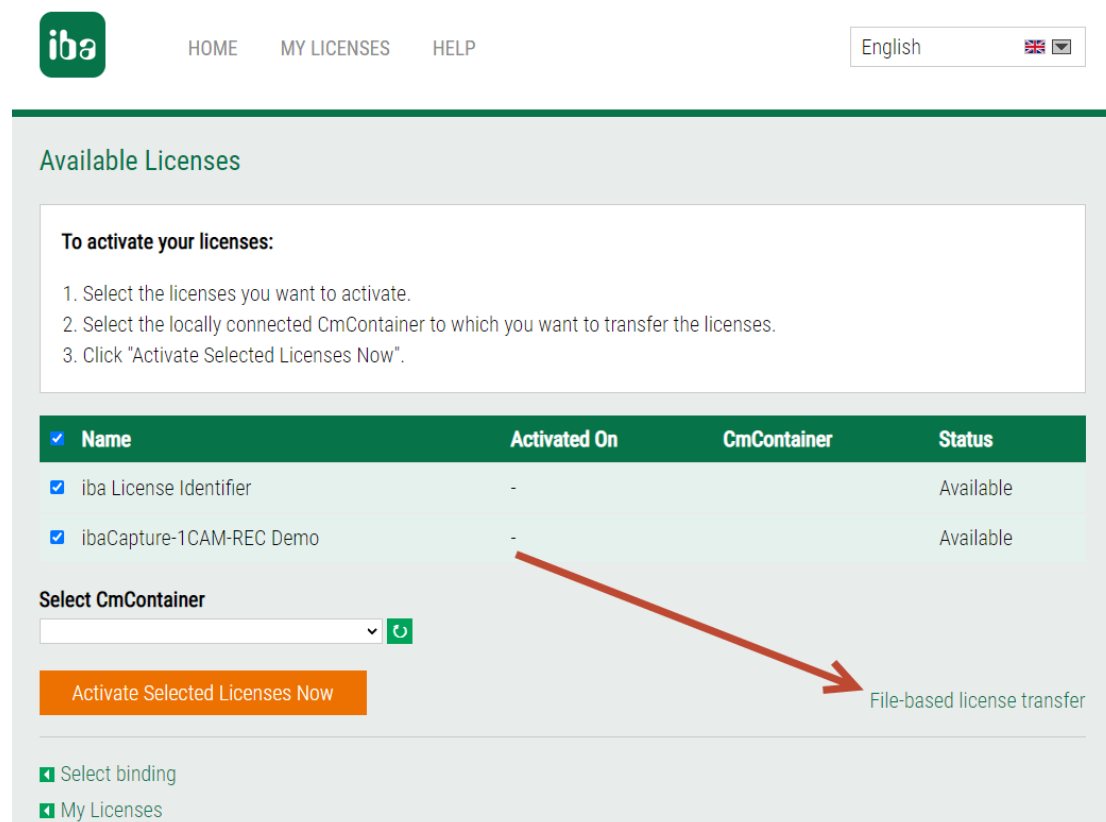 iba
HOME MY LICENSES HELP
English
Available Licenses
To activate your licenses:
1. Select the licenses you want to activate.
2. Select the locally connected CmContainer to which you want to transfer the licenses.
3. Click "Activate Selected Licenses Now".
Name Activated On CmContainer Status
iba License Identifier - Available
ibaCapture-1CAM-REC Demo - Available
Select CmContainer
Activate Selected Licenses Now
File-based license transfer
Select binding
My Licenses